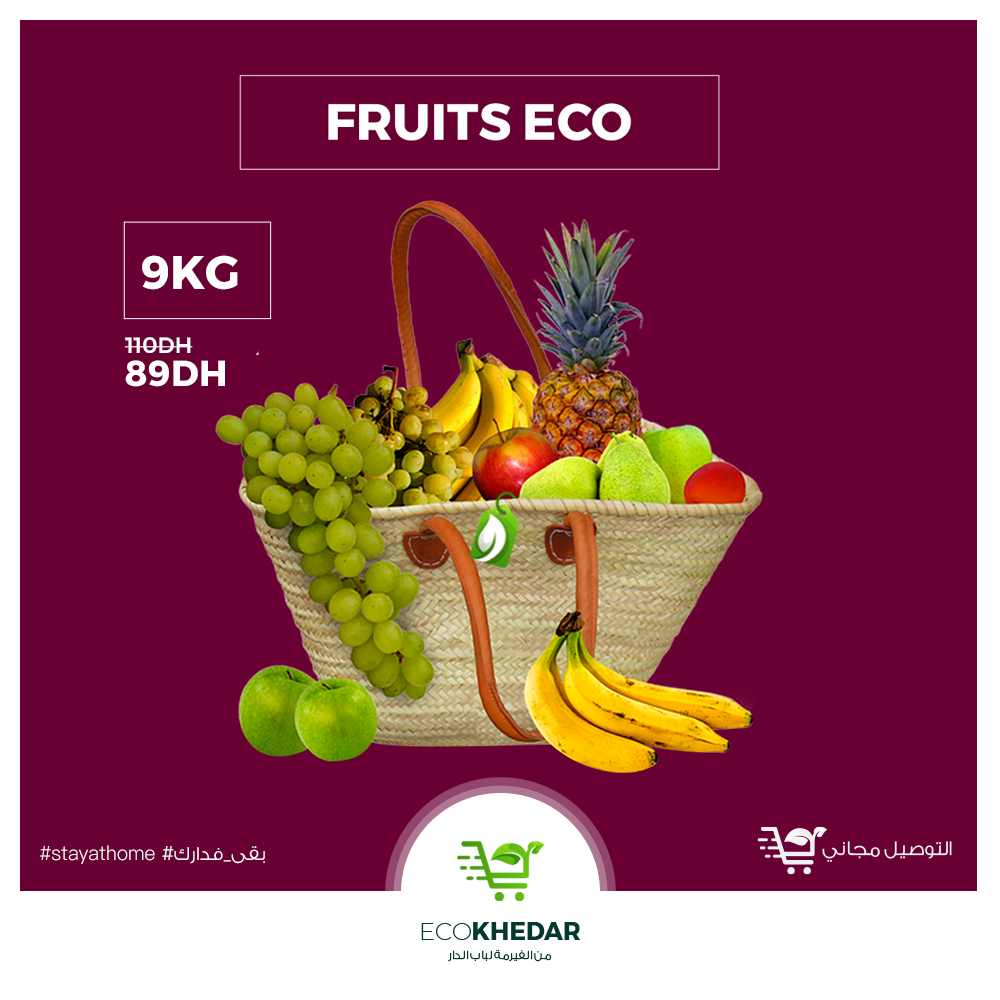 FRUITS ECO
9KG
110DH
89DH
#stayathome #بقى_فدارك
التوصيل مجاني
ECOKHEDAR
من الفيرمة لباب الدار